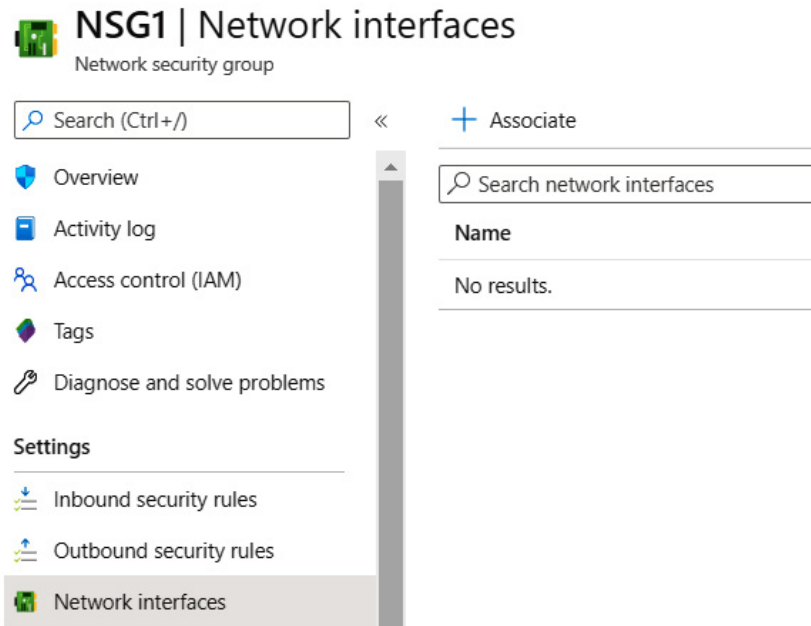 NSG1 | Network interfaces
Network security group
Search (Ctrl+/)
«
Overview
Activity log
Access control (IAM)
Tags
Diagnose and solve problems
Settings
Inbound security rules
Outbound security rules
Network interfaces
+ Associate
Search network interfaces
Name
No results.